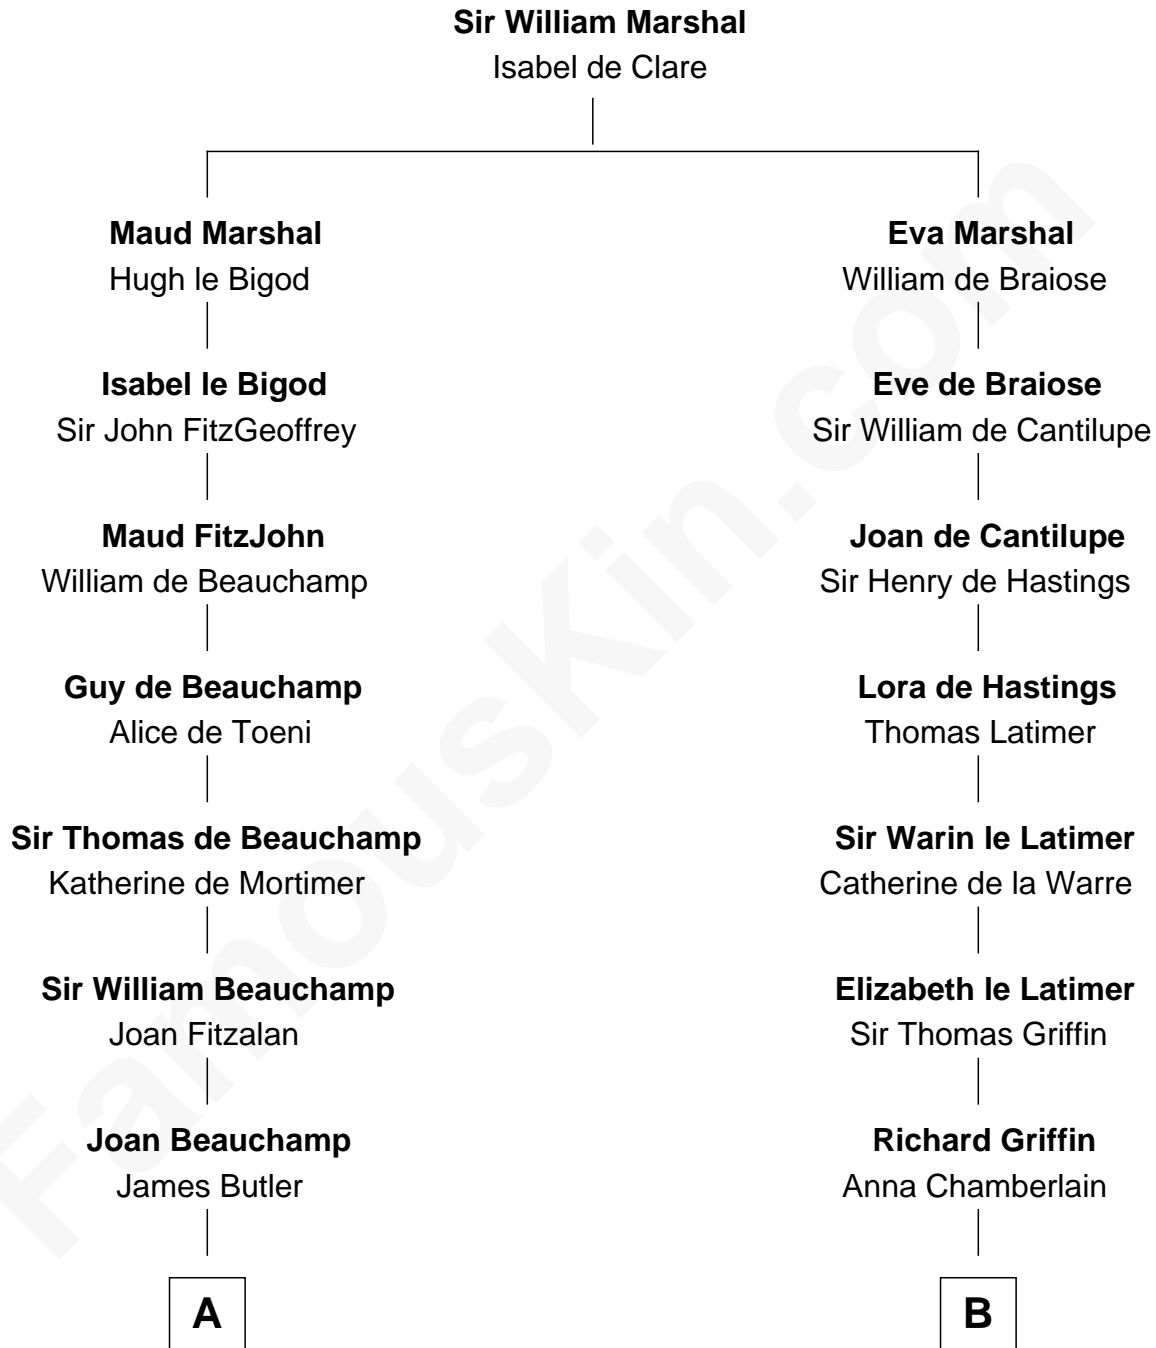 Sir William Marshal
Isabel de Clare
Maud Marshal
Hugh le Bigod
Eva Marshal
William de Braiose
Isabel le Bigod
Sir John FitzGeoffrey
Eve de Braiose
Sir William de Cantilupe
Maud FitzJohn
William de Beauchamp
Joan de Cantilupe
Sir Henry de Hastings
Guy de Beauchamp
Alice de Toeni
Lora de Hastings
Thomas Latimer
Sir Thomas de Beauchamp
Katherine de Mortimer
Sir Warin le Latimer
Catherine de la Warre
Sir William Beauchamp
Joan Fitzalan
Elizabeth le Latimer
Sir Thomas Griffin
Joan Beauchamp
James Butler
Richard Griffin
Anna Chamberlain
A
B
FamousKin.com